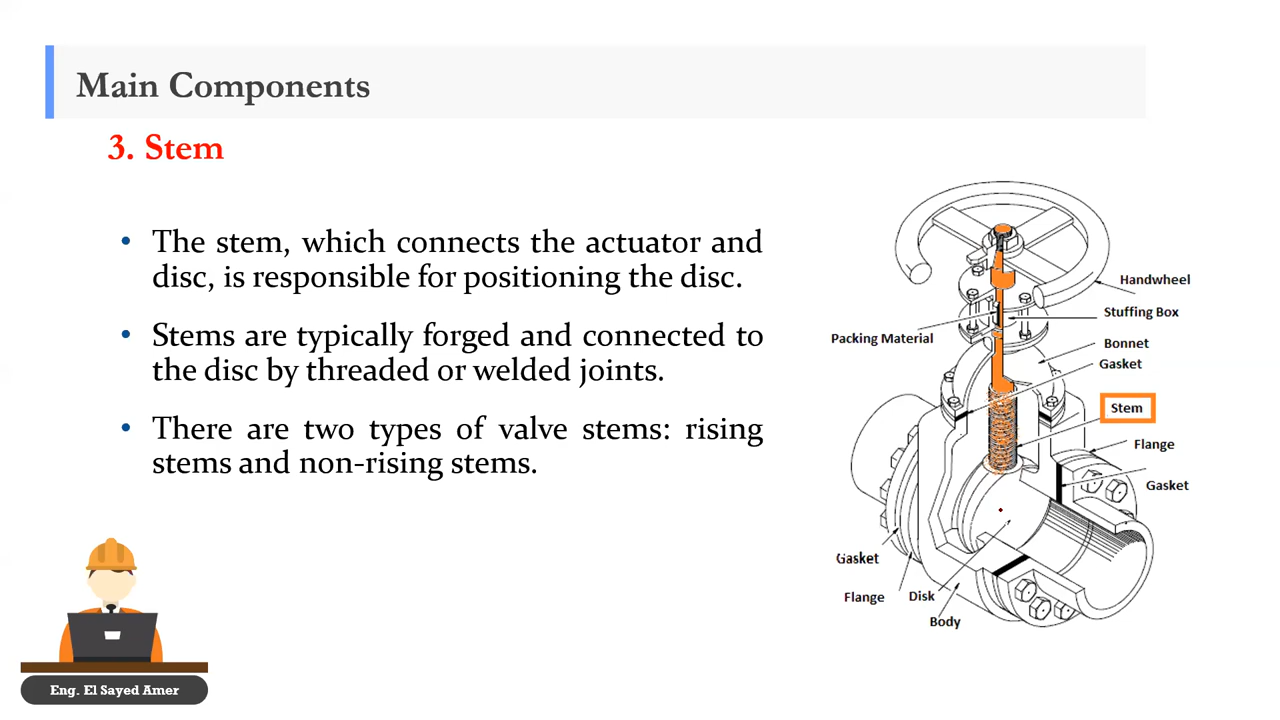 Main Components
3. Stem
• The stem, which connects the actuator and
disc, is responsible for positioning the disc.
• Stems are typically forged and connected to
the disc by threaded or welded joints.
• There are two types of valve stems: rising
stems and non-rising stems.
Handwheel
Stuffing Box
Packing Material
Bonnet
Gasket
Stem
Flange
Gasket
Gasket
Flange
Disk
Body
Eng. El Sayed Amer